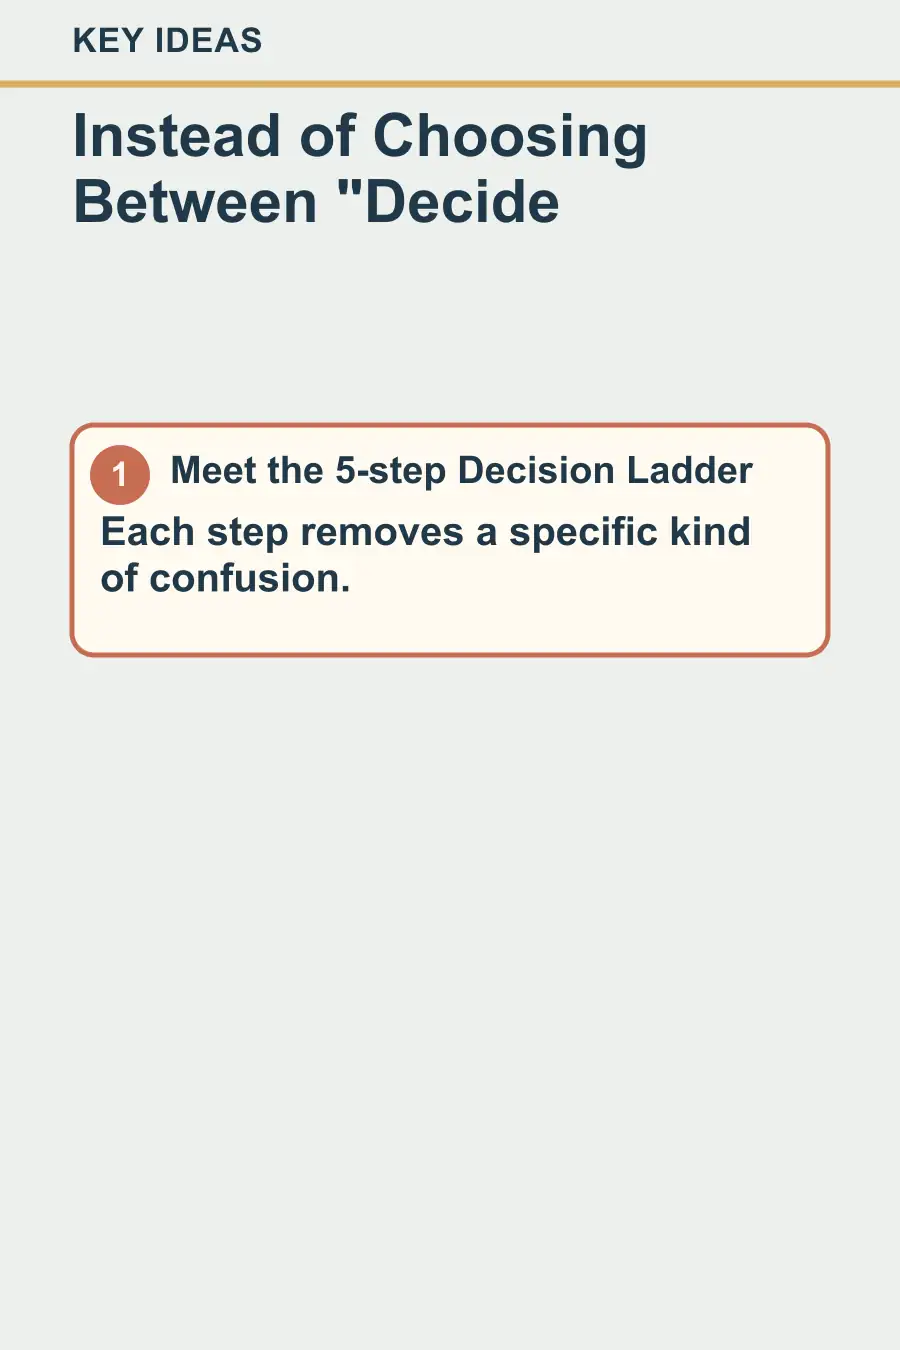 KEY IDEAS
Instead of Choosing
Between "Decide
1 Meet the 5-step Decision Ladder
Each step removes a specific kind
of confusion.